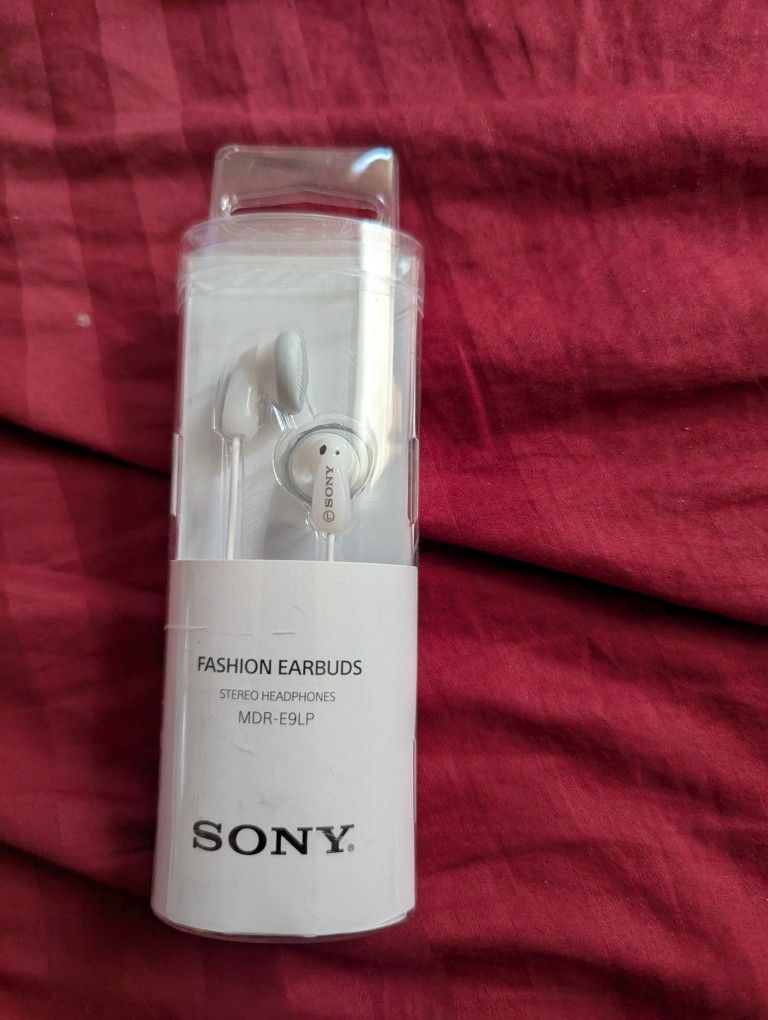 Ⓛ SONY
FASHION EARBUDS
STEREO HEADPHONES
MDR-E9LP
SONY®